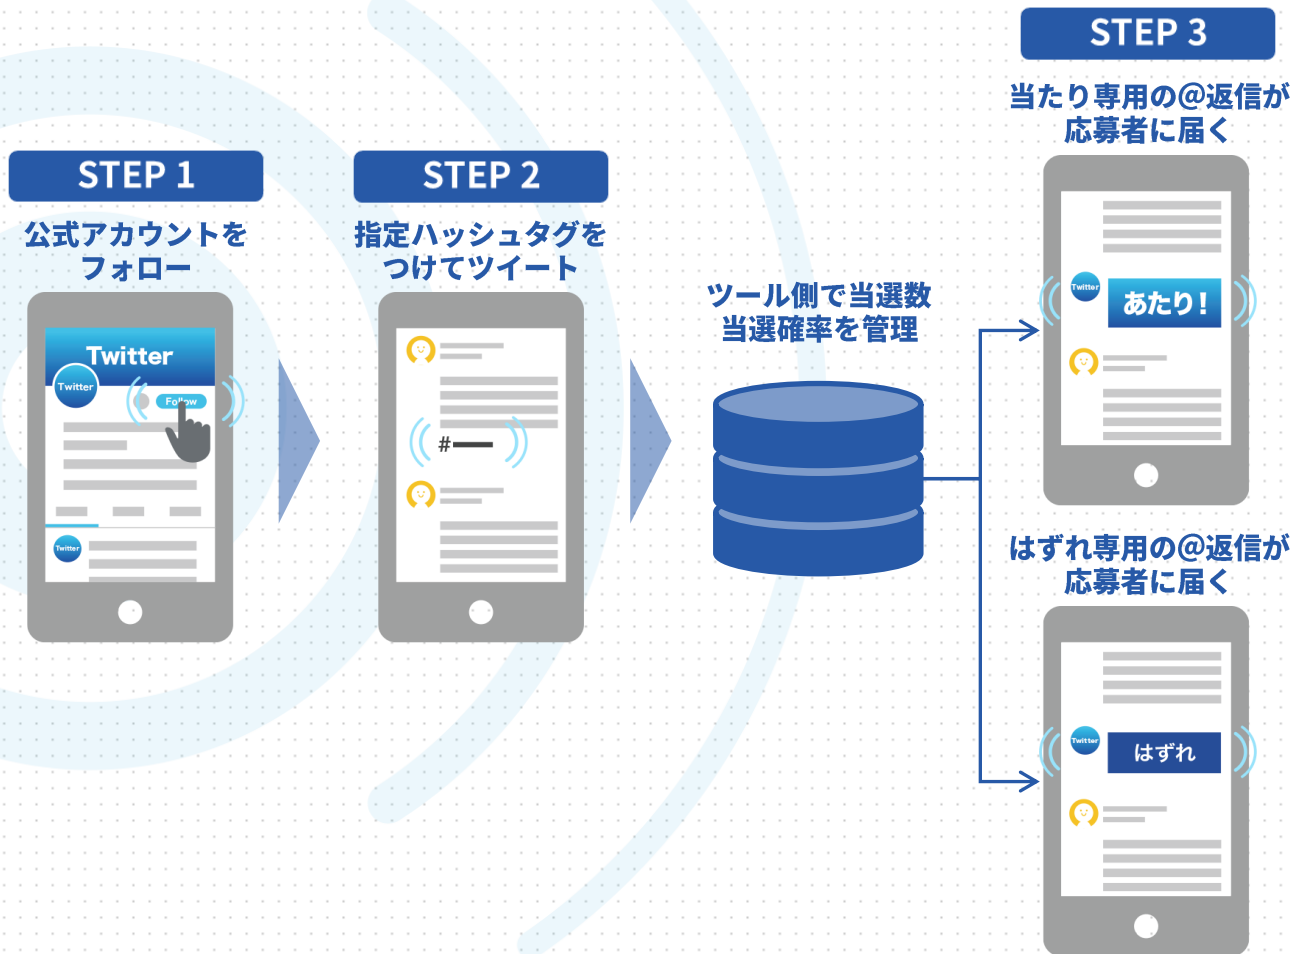 STEP 1
公式アカウントを
フォロー
Twitter
Twitter
Follow
Twitter
STEP 2
指定ハッシュタグを
つけてツイート
#
ツール側で当選数
当選確率を管理
STEP 3
当たり専用の@返信が
応募者に届く
Twitter
あたり!
はずれ専用の@返信が
応募者に届く
Twitter
はずれ